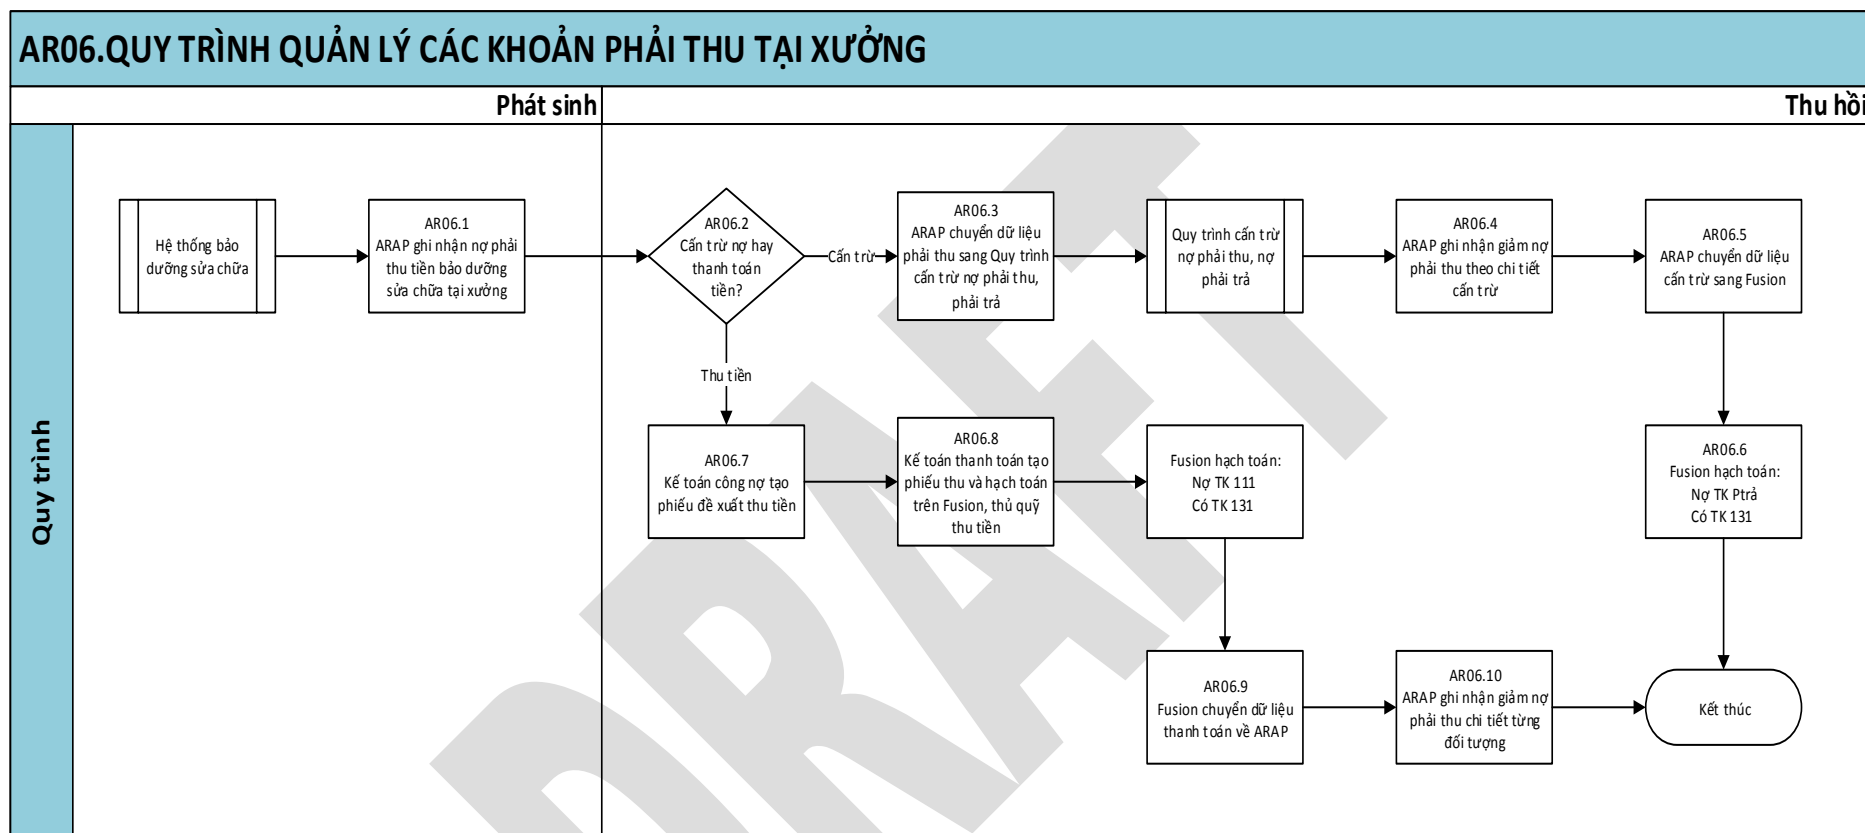 AR06.QUY TRÌNH QUẢN LÝ CÁC KHOẢN PHẢI THU TẠI XƯỞNG
Phát sinh
Thu hồi
Quy trình
Hệ thống bảo
dưỡng sửa chữa
AR06.1
ARAP ghi nhận nợ phải
thu tiền bảo dưỡng
sửa chữa tại xưởng
AR06.2
Cấn trừ nợ hay
thanh toán
tiền?
Cấn trừ
AR06.3
ARAP chuyển dữ liệu
phải thu sang Quy trình
cấn trừ nợ phải thu,
phải trả
Quy trình cấn trừ
nợ phải thu, nợ
phải trả
AR06.4
ARAP ghi nhận giảm nợ
phải thu theo chi tiết
cấn trừ
AR06.5
ARAP chuyển dữ liệu
cấn trừ sang Fusion
Thu tiền
AR06.7
Kế toán công nợ tạo
phiếu đề xuất thu tiền
AR06.8
Kế toán thanh toán tạo
phiếu thu và hạch toán
trên Fusion, thủ quỹ
thu tiền
Fusion hạch toán:
Nợ TK 111
Có TK 131
AR06.6
Fusion hạch toán:
Nợ TK Ptrả
Có TK 131
AR06.9
Fusion chuyển dữ liệu
thanh toán về ARAP
AR06.10
ARAP ghi nhận giảm nợ
phải thu chi tiết từng
đối tượng
Kết thúc
DRAFT